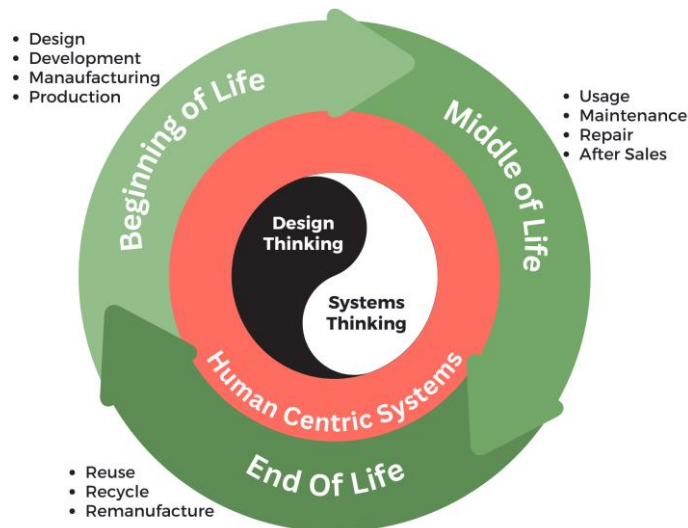 Design
Development
Manaufacturing
Production
Beginning of Life
Middle of Life
Usage
Maintenance
Repair
After Sales
Design
Thinking
Systems
Thinking
Human Centric Systems
End Of Life
Reuse
Recycle
Remanufacture